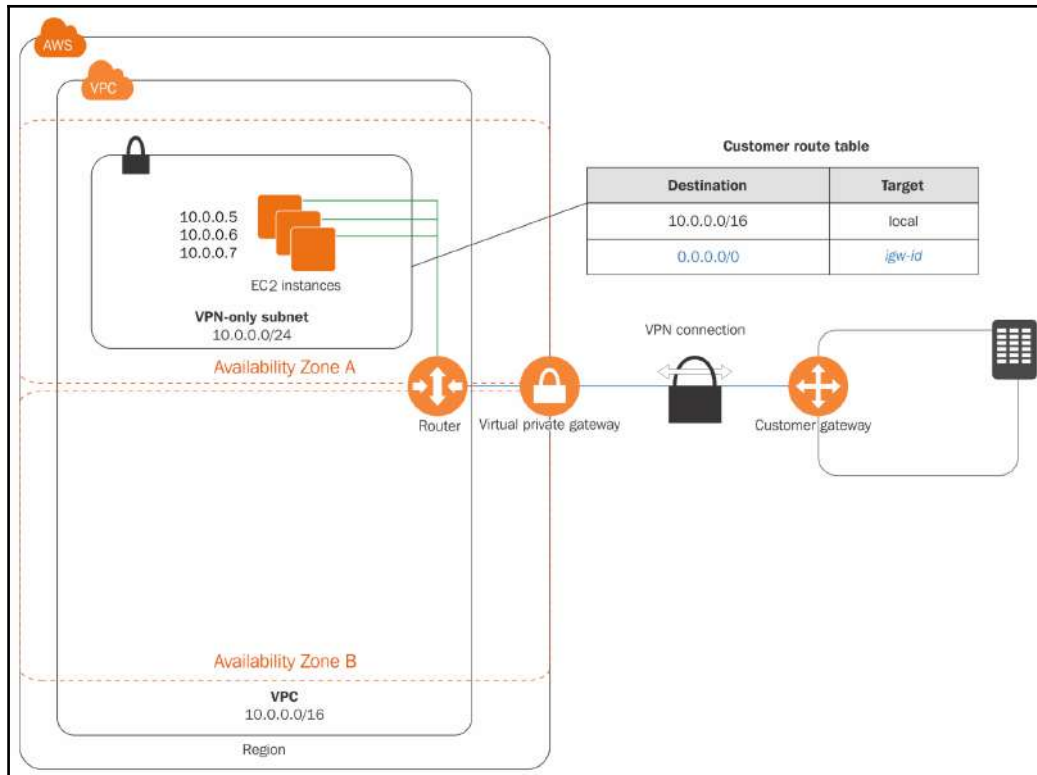 AWS
VPC
Customer route table
Destination Target
10.0.0.0/16 local
0.0.0.0/0 igw-id
10.0.0.5
10.0.0.6
10.0.0.7
EC2 instances
VPN-only subnet
10.0.0.0/24
VPN connection
Availability Zone A
Router
Virtual private gateway
Customer gateway
Availability Zone B
VPC
10.0.0.0/16
Region